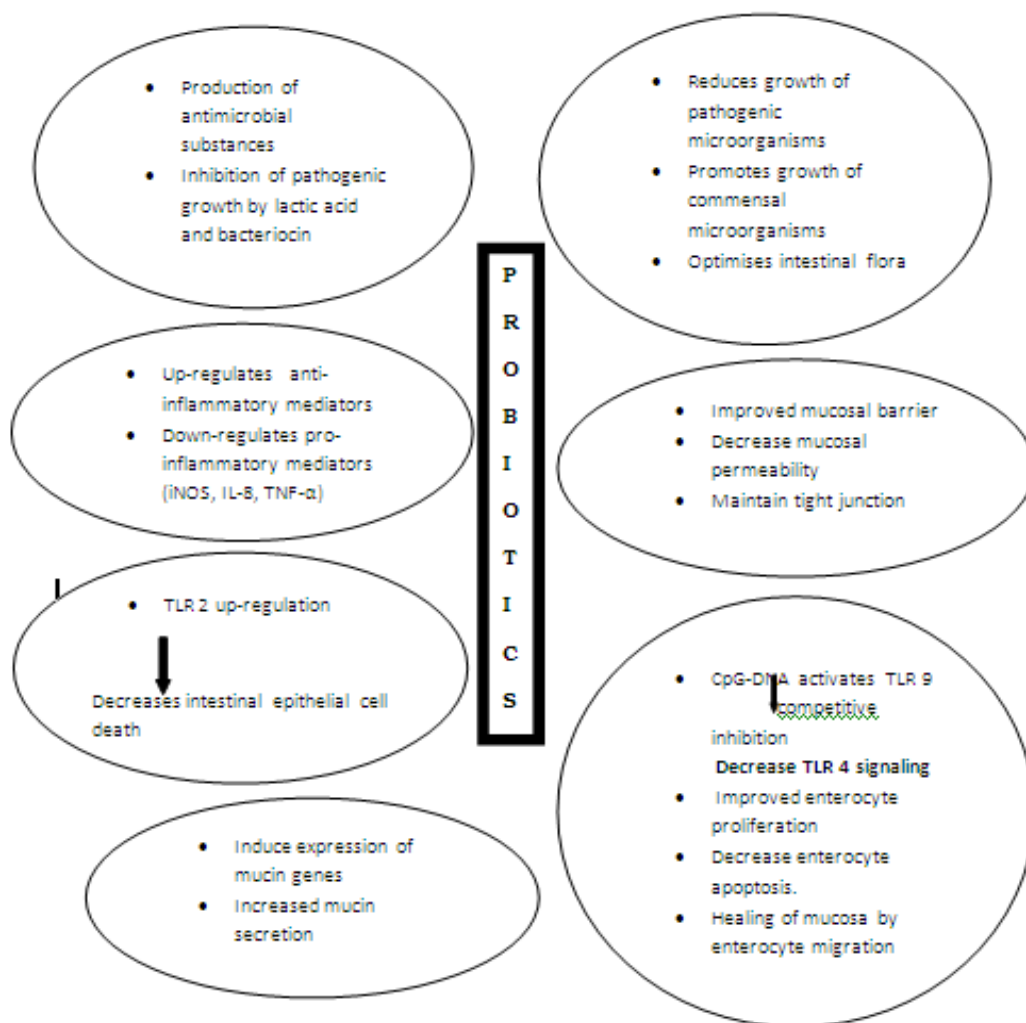 • Production of
antimicrobial
substances
• Inhibition of pathogenic
growth by lactic acid
and bacteriocin
• Reduces growth of
pathogenic
microorganisms
• Promotes growth of
commensal
microorganisms
• Optimises intestinal flora
P
R
O
B
I
O
T
I
C
S
• Up-regulates anti-
inflammatory mediators
• Down-regulates pro-
inflammatory mediators
(iNOS, IL-8, TNF-α)
• Improved mucosal barrier
• Decrease mucosal
permeability
• Maintain tight junction
• TLR 2 up-regulation
Decreases intestinal epithelial cell
death
• CpG-DNA activates TLR 9
competitive
inhibition
Decrease TLR 4 signaling
• Improved enterocyte
proliferation
• Decrease enterocyte
apoptosis.
• Healing of mucosa by
enterocyte migration
• Induce expression of
mucin genes
• Increased mucin
secretion